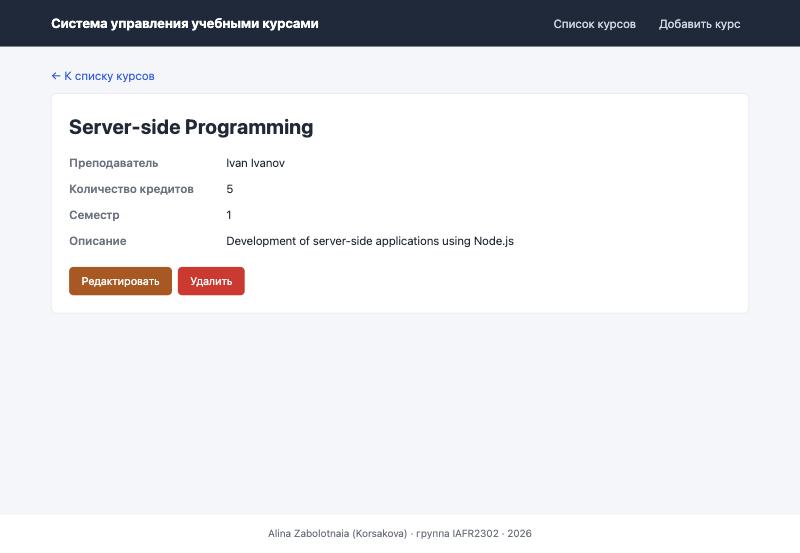 Система управления учебными курсами
Список курсов
Добавить курс
← К списку курсов
Server-side Programming
Преподаватель Ivan Ivanov
Количество кредитов 5
Семестр 1
Описание Development of server-side applications using Node.js
Редактировать
Удалить
Alina Zabolotnaia (Korsakova) · группа IAFR2302 · 2026